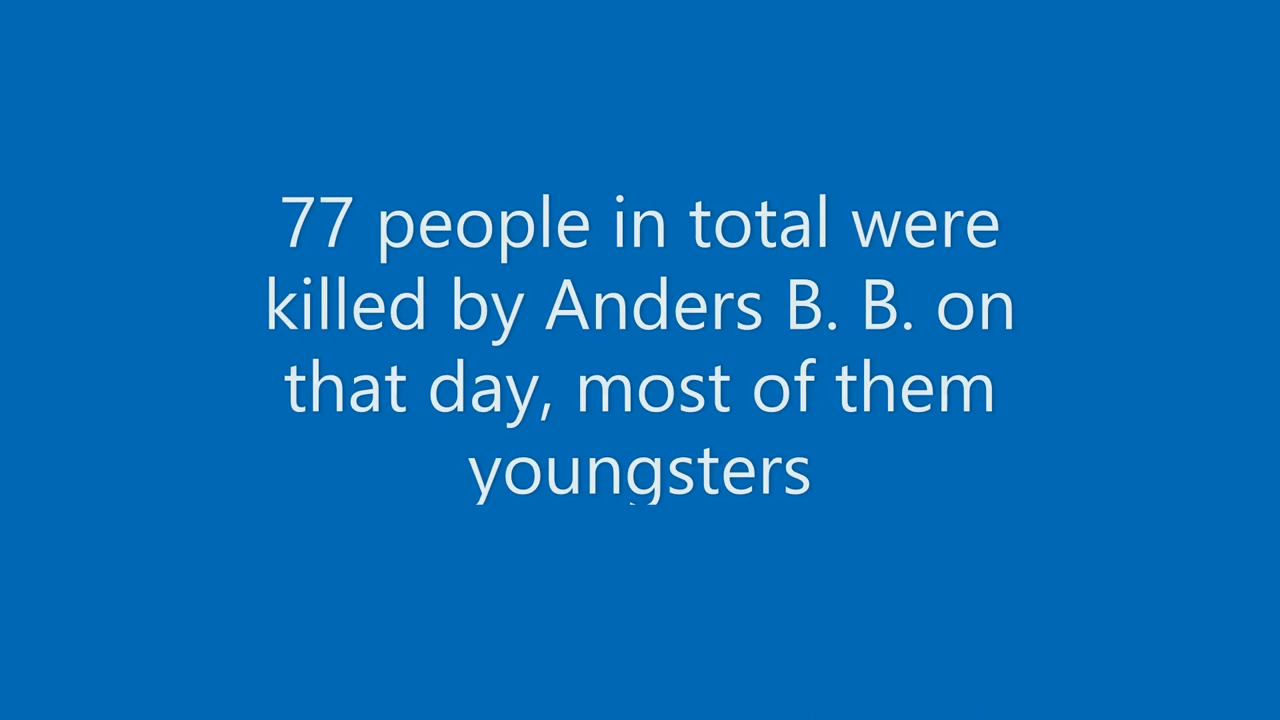 77 people in total were
killed by Anders B. B. on
that day, most of them
youngsters